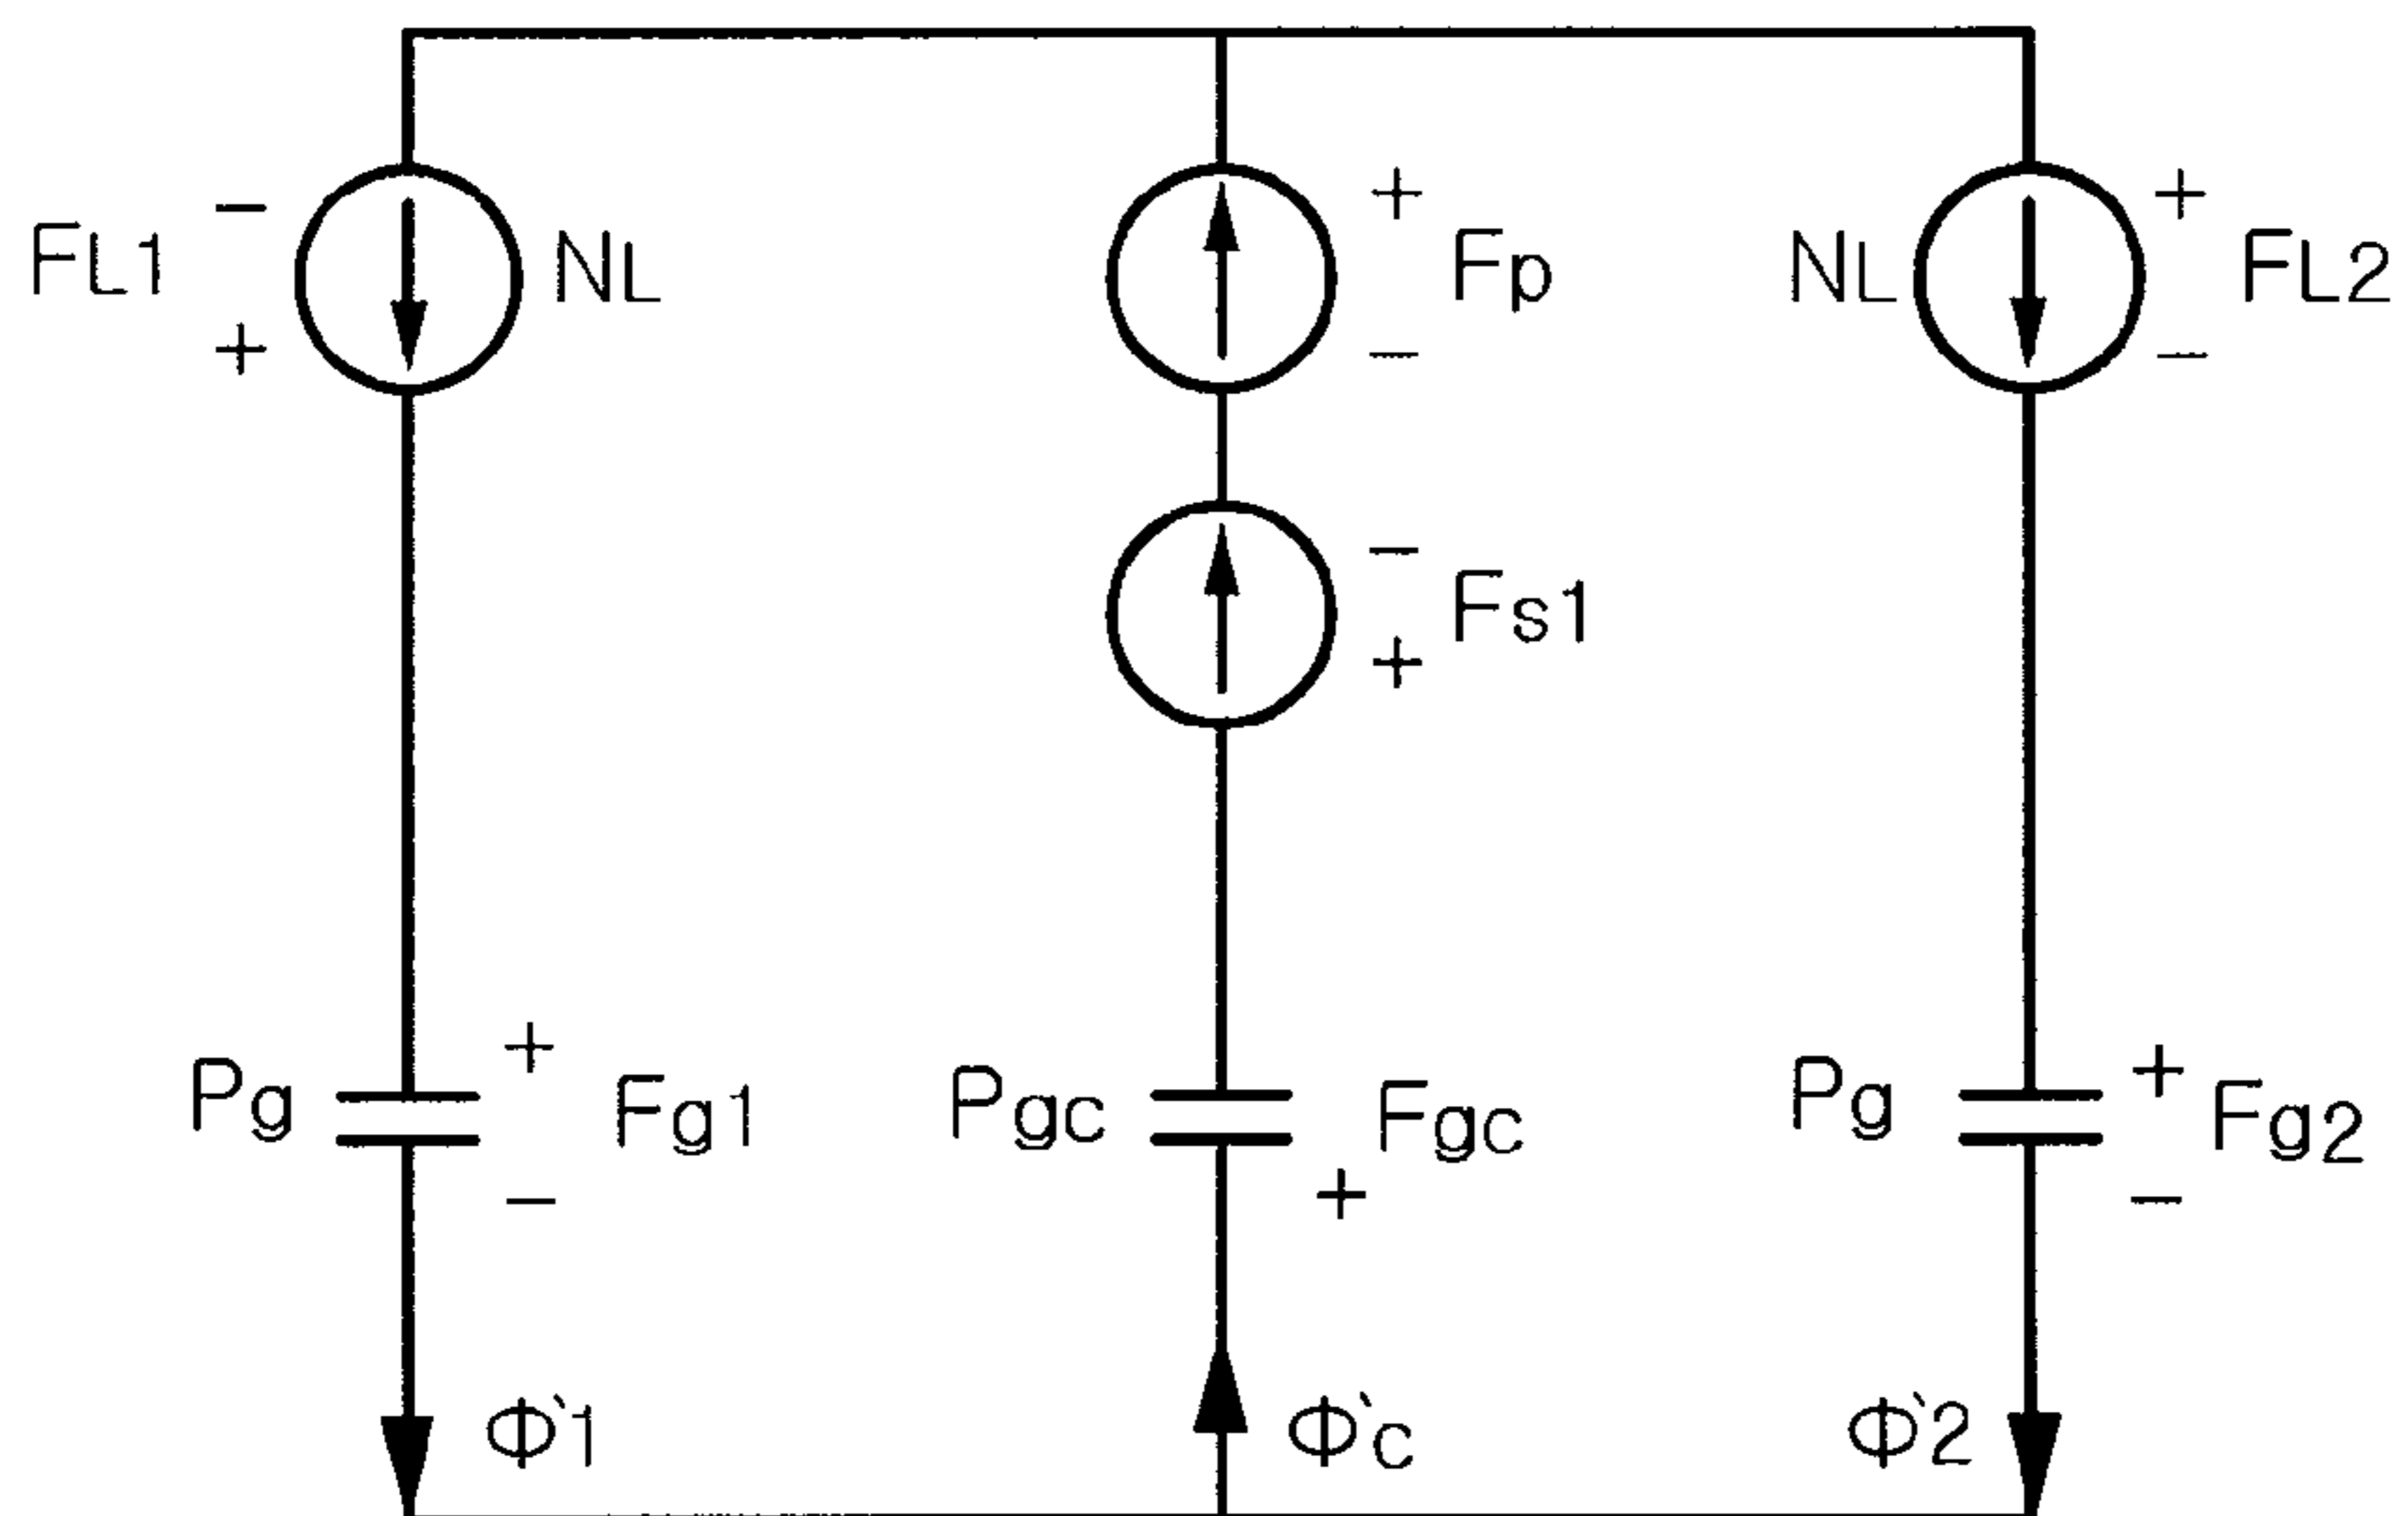 FL1 − + NL
+ Fp −
NL + FL2 −
− Fs1 +
Pg + Fg1 −
Pgc Fgc +
Pg + Fg2 −
Φ`1
Φ`c
Φ`2